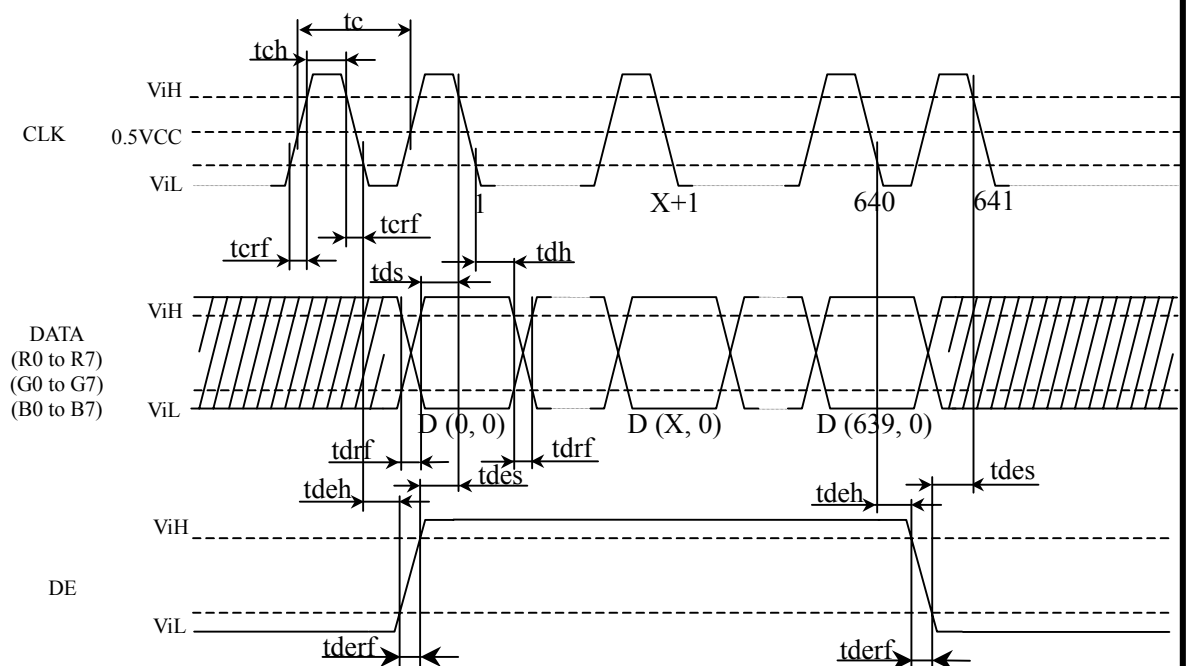 tc
tch
ViH
CLK 0.5VCC
ViL
1 X+1 640 641
tcrf tcrf
tds tdh
ViH
DATA
(R0 to R7)
(G0 to G7)
(B0 to B7)
ViL
D (0, 0) D (X, 0) D (639, 0)
tdrf tdrf
tdeh tdes tdeh tdes
ViH
DE
ViL
tderf tderf